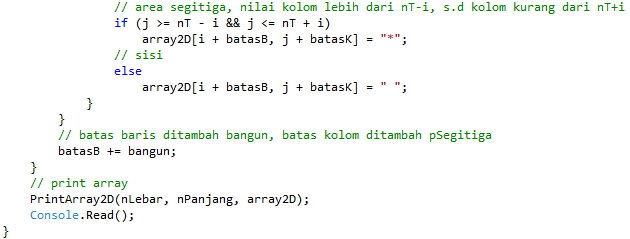 // area segitiga, nilai kolom lebih dari nT-i, s.d kolom kurang dari nT+i
if (j >= nT - i && j <= nT + i)
area2D[i + batasB, j + batasK] = "*";
// sisi
else
area2D[i + batasB, j + batasK] = " ";
}
}
// batas baris ditambah bangun, batas kolom ditambah pSegitiga
batasB += bangun;
}
// print array
PrintArray2D(nLebar, nPanjang, array2D);
Console.Read();
}